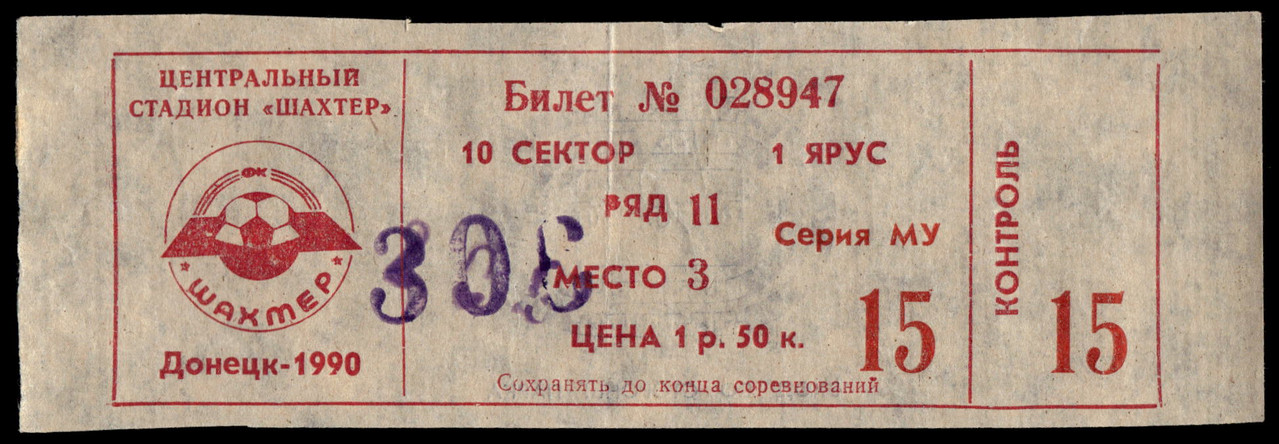 ЦЕНТРАЛЬНЫЙ
СТАДИОН «ШАХТЕР»
ФК
ШАХТЕР
Донецк-1990
Билет № 028947
10 СЕКТОР 1 ЯРУС
РЯД 11
Серия МУ
МЕСТО 3
ЦЕНА 1 р. 50 к.
15
Сохранять до конца соревнований
КОНТРОЛЬ
15